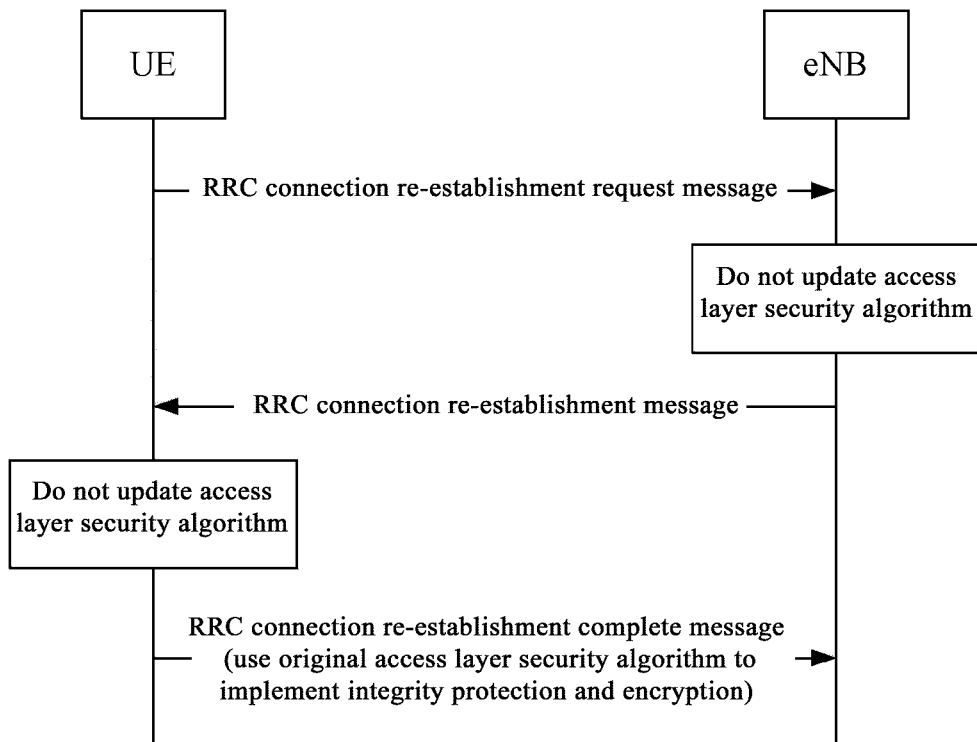 UE
eNB
RRC connection re-establishment request message
Do not update access
layer security algorithm
RRC connection re-establishment message
Do not update access
layer security algorithm
RRC connection re-establishment complete message
(use original access layer security algorithm to
implement integrity protection and encryption)